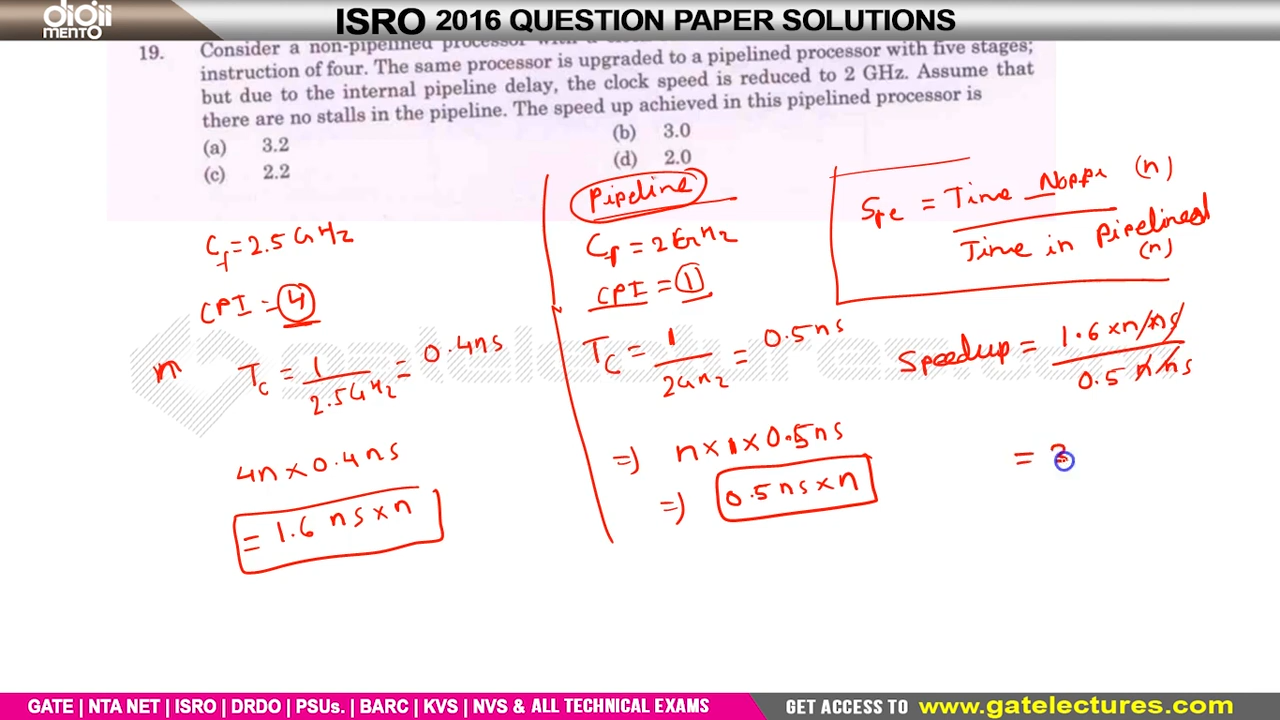 digii
MENTO
ISRO 2016 QUESTION PAPER SOLUTIONS
19. Consider a non-pipelined processor with a
instruction of four. The same processor is upgraded to a pipelined processor with five stages;
but due to the internal pipeline delay, the clock speed is reduced to 2 GHz. Assume that
there are no stalls in the pipeline. The speed up achieved in this pipelined processor is
(a) 3.2 (b) 3.0
(c) 2.2 (d) 2.0
Cf = 2.5 GHz
CPI = 4
n Tc = 1/2.5GHz = 0.4ns
4n × 0.4ns
= 1.6 ns × n
Pipeline
Cf = 2 GHz
CPI = 1
Tc = 1/2GHz = 0.5ns
=) n × 1 × 0.5ns
=) 0.5 ns × n
= Time (n)
Time in Pipelined
(n)
Speedup = 1.6 × n/ns
0.5 n/ns
= 3
GATE | NTA NET | ISRO | DRDO | PSUs. | BARC | KVS | NVS & ALL TECHNICAL EXAMS
GET ACCESS TO www.gatelectures.com